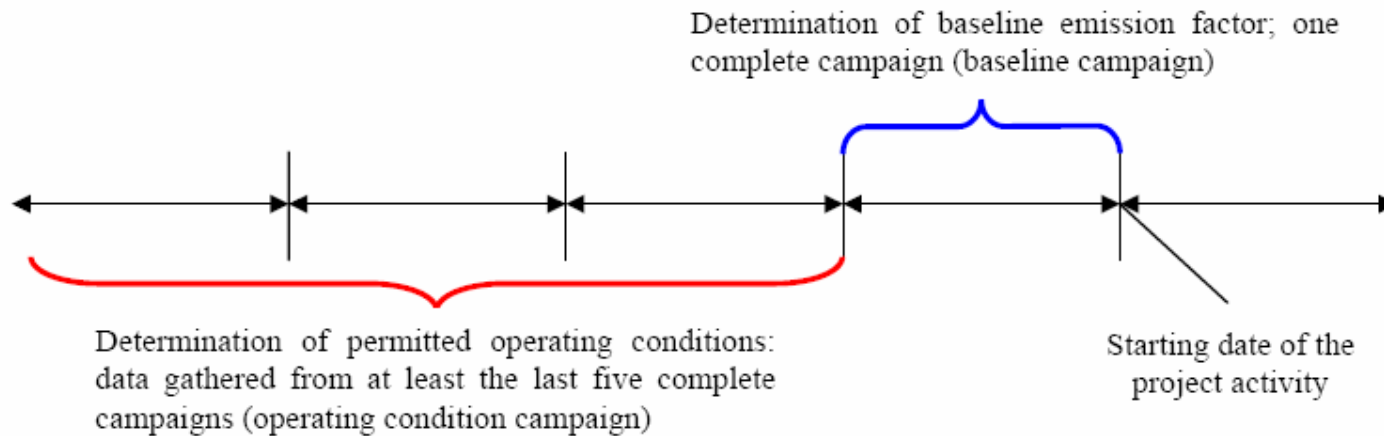 Determination of baseline emission factor; one
complete campaign (baseline campaign)
Determination of permitted operating conditions:
data gathered from at least the last five complete
campaigns (operating condition campaign)
Starting date of the
project activity